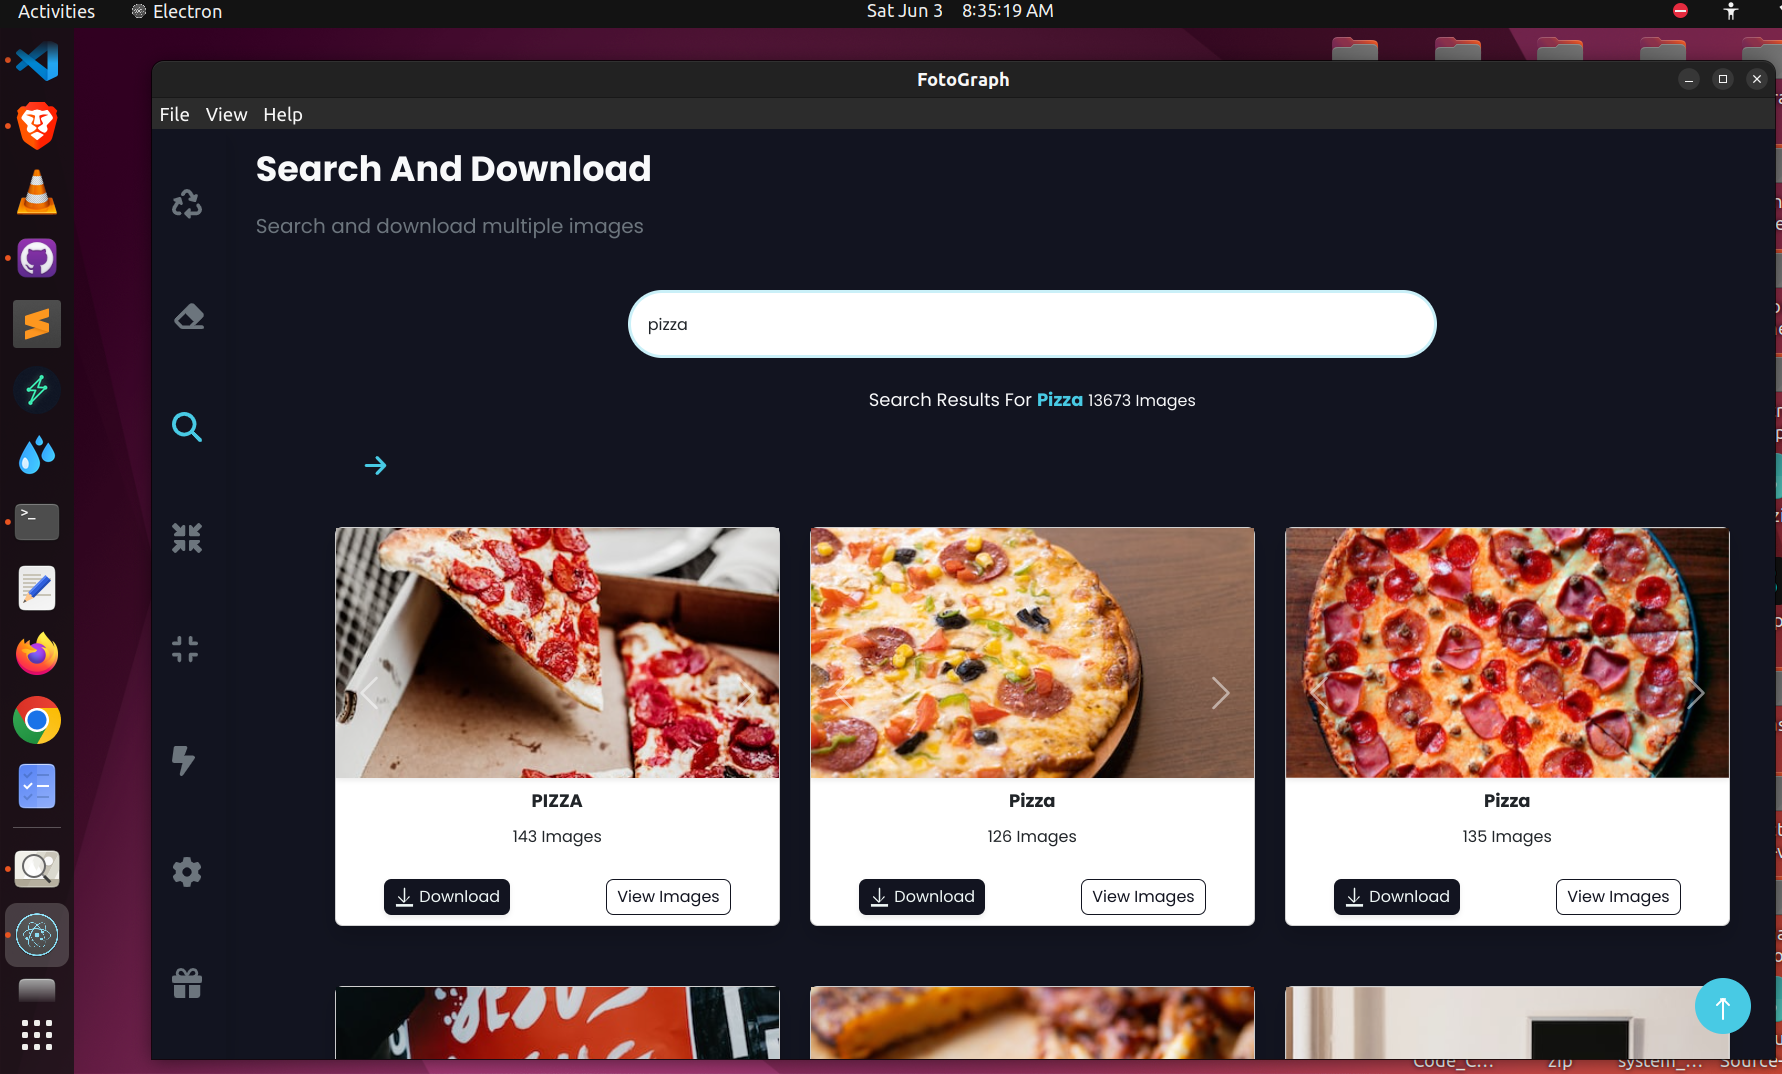 Activities
Electron
Sat Jun 3 8:35:19 AM
FotoGraph
File View Help
Search And Download
Search and download multiple images
pizza
Search Results For Pizza 13673 Images
PIZZA
143 Images
Download
View Images
Pizza
126 Images
Download
View Images
Pizza
135 Images
Download
View Images
Code_C...
zip
system_...
Source-